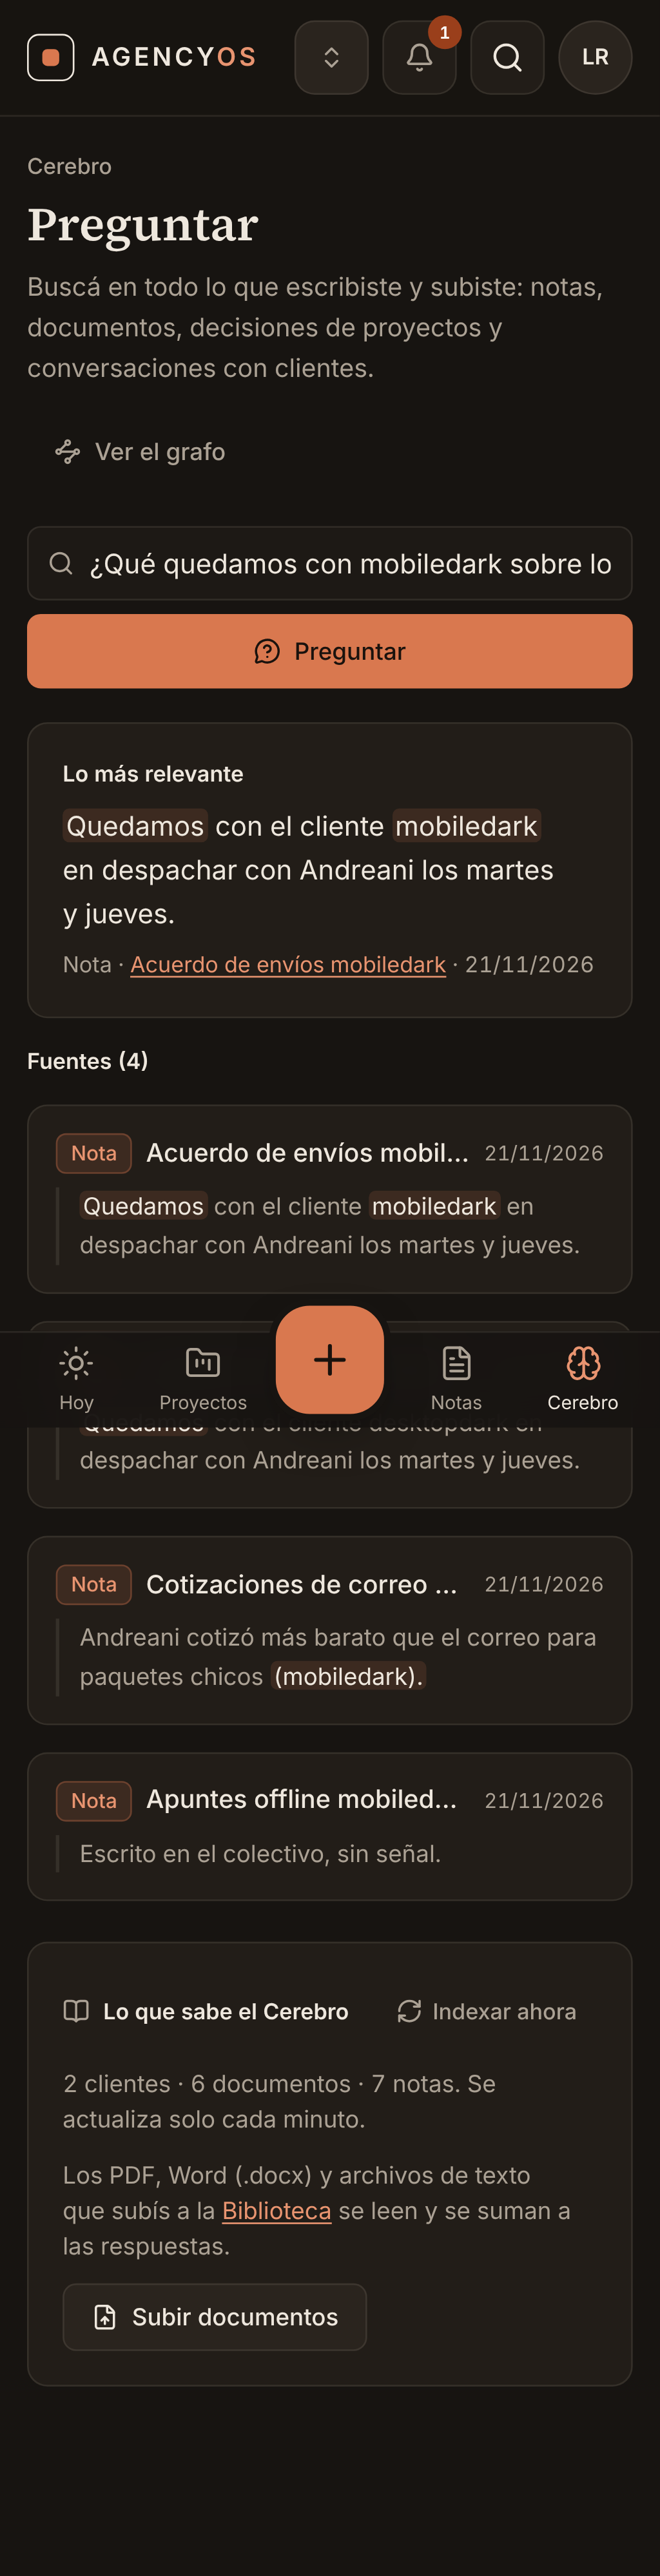 AGENCYOS
1
LR
Cerebro
Preguntar
Buscá en todo lo que escribiste y subiste: notas,
documentos, decisiones de proyectos y
conversaciones con clientes.
Ver el grafo
¿Qué quedamos con mobiledark sobre lo
Preguntar
Lo más relevante
Quedamos con el cliente mobiledark
en despachar con Andreani los martes
y jueves.
Nota · Acuerdo de envíos mobiledark · 21/11/2026
Fuentes (4)
Nota Acuerdo de envíos mobil... 21/11/2026
Quedamos con el cliente mobiledark en
despachar con Andreani los martes y jueves.
Hoy Proyectos Notas Cerebro
Quedamos con el cliente desktopdark en
despachar con Andreani los martes y jueves.
Nota Cotizaciones de correo ... 21/11/2026
Andreani cotizó más barato que el correo para
paquetes chicos (mobiledark).
Nota Apuntes offline mobiled... 21/11/2026
Escrito en el colectivo, sin señal.
Lo que sabe el Cerebro Indexar ahora
2 clientes · 6 documentos · 7 notas. Se
actualiza solo cada minuto.
Los PDF, Word (.docx) y archivos de texto
que subís a la Biblioteca se leen y se suman a
las respuestas.
Subir documentos